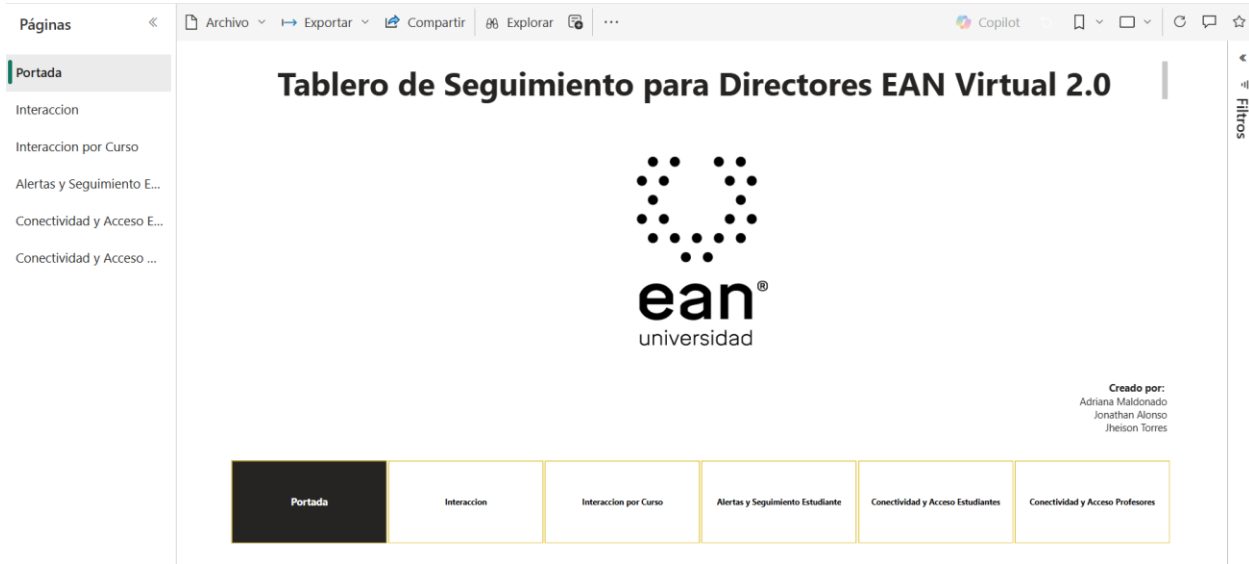 Páginas
Archivo
Exportar
Compartir
Explorar
Copilot
Portada
Interaccion
Interaccion por Curso
Alertas y Seguimiento E...
Conectividad y Acceso E...
Conectividad y Acceso ...
Filtros
Tablero de Seguimiento para Directores EAN Virtual 2.0
ean®
universidad
Creado por:
Adriana Maldonado
Jonathan Alonso
Jheison Torres
Portada
Interaccion
Interaccion por Curso
Alertas y Seguimiento Estudiante
Conectividad y Acceso Estudiantes
Conectividad y Acceso Profesores